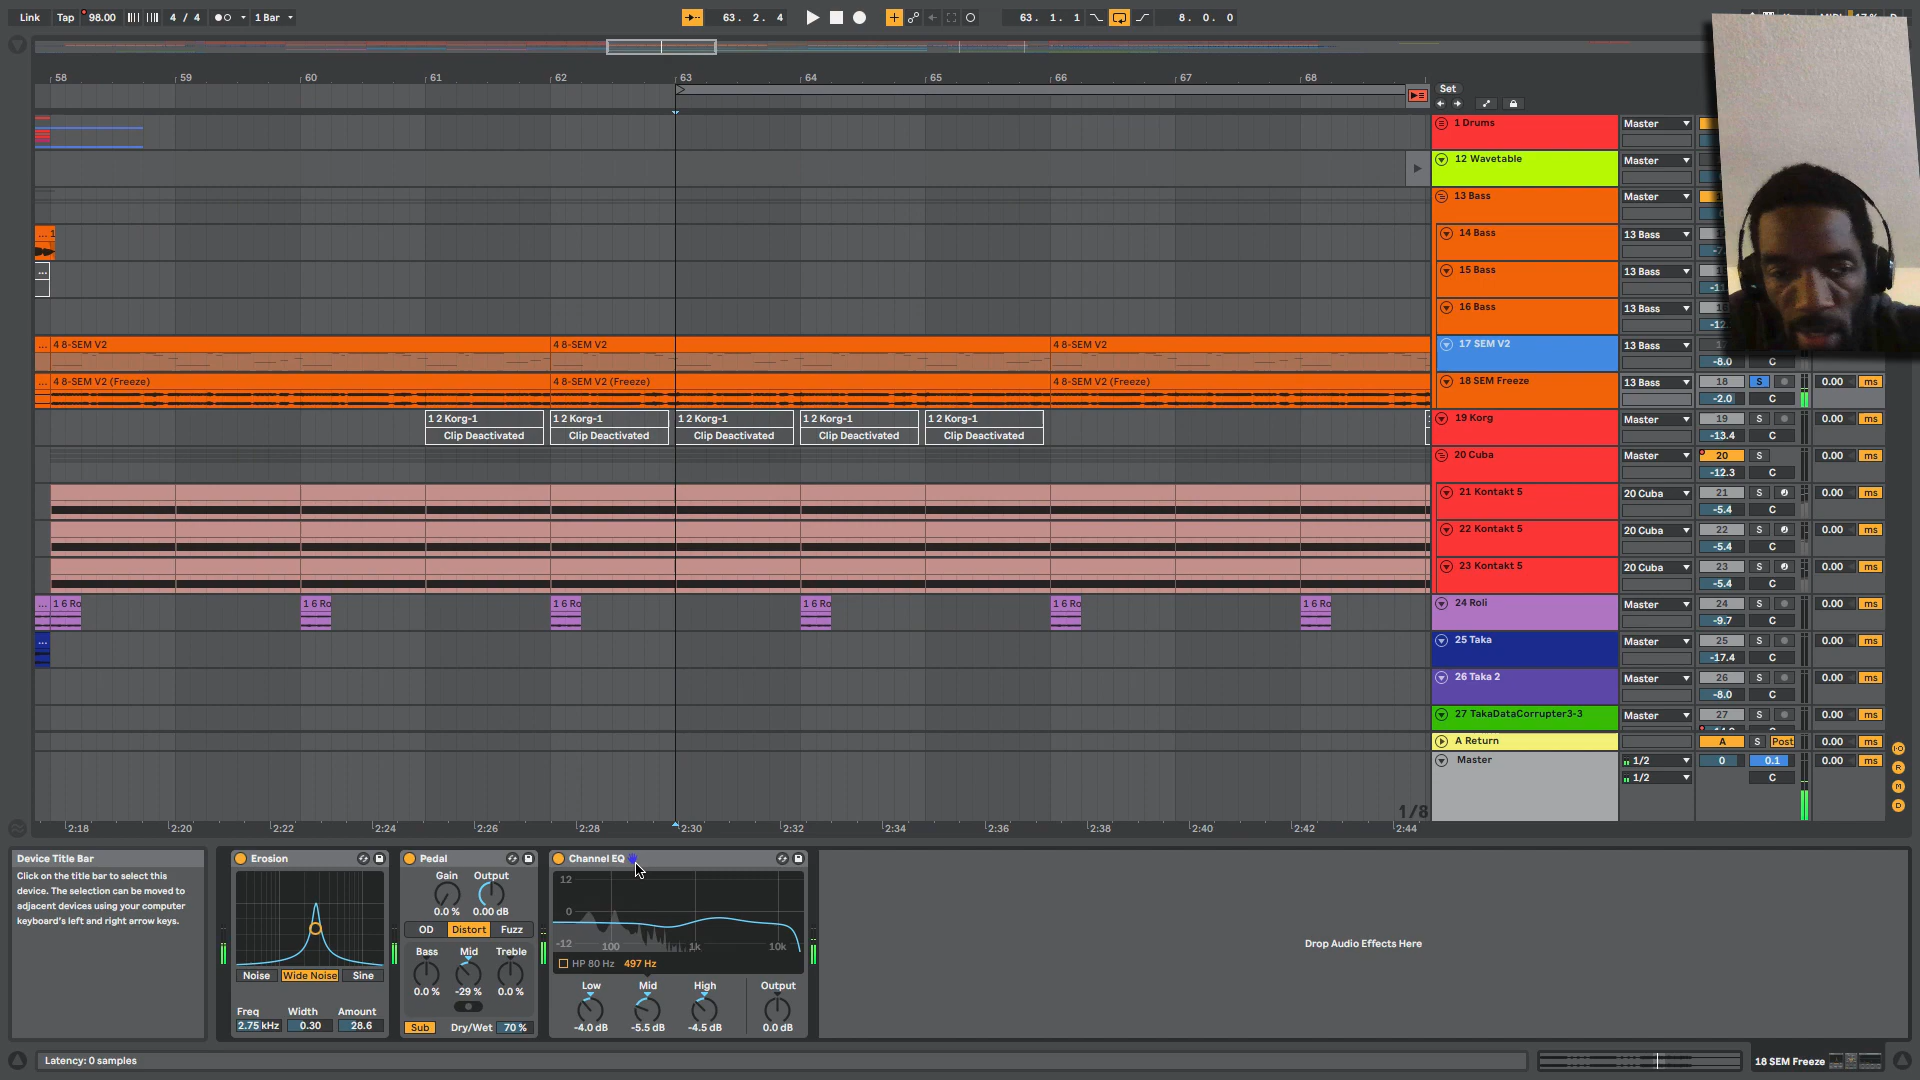 Link Tap 98.00 4 / 4 1 Bar 63. 2. 4 63. 1. 1 8. 0. 0
58 59 60 61 62 63 64 65 66 67 68
Set
1 Drums Master
12 Wavetable Master
13 Bass Master
... 1 14 Bass 13 Bass
... 15 Bass 13 Bass
16 Bass 13 Bass
... 4 8-SEM V2 4 8-SEM V2 4 8-SEM V2 17 SEM V2 13 Bass
-8.0 C
... 4 8-SEM V2 (Freeze) 4 8-SEM V2 (Freeze) 4 8-SEM V2 (Freeze) 18 SEM Freeze 13 Bass 18 S 0.00 ms
-2.0 C
1 2 Korg-1 1 2 Korg-1 1 2 Korg-1 1 2 Korg-1 1 2 Korg-1 19 Korg Master 19 S 0.00 ms
Clip Deactivated Clip Deactivated Clip Deactivated Clip Deactivated Clip Deactivated -13.4 C
20 Cuba Master 20 S 0.00 ms
-12.3 C
21 Kontakt 5 20 Cuba 21 S 0.00 ms
-5.4 C
22 Kontakt 5 20 Cuba 22 S 0.00 ms
-5.4 C
23 Kontakt 5 20 Cuba 23 S 0.00 ms
-5.4 C
... 1 6 Ro 1 6 Ro 1 6 Ro 1 6 Ro 1 6 Ro 1 6 Ro 24 Roli Master 24 S 0.00 ms
-9.7 C
... 25 Taka Master 25 S 0.00 ms
-17.4 C
26 Taka 2 Master 26 S 0.00 ms
-8.0 C
27 TakaDataCorrupter3-3 Master 27 S 0.00 ms
A Return A S Post 0.00 ms
Master 1/2 0 0.1 0.00 ms
1/2 C
1/8
2:18 2:20 2:22 2:24 2:26 2:28 2:30 2:32 2:34 2:36 2:38 2:40 2:42 2:44
Device Title Bar
Click on the title bar to select this
device. The selection can be moved to
adjacent devices using your computer
keyboard's left and right arrow keys.
Erosion
Noise Wide Noise Sine
Freq Width Amount
2.75 kHz 0.30 28.6
Pedal
Gain Output
0.0 % 0.00 dB
OD Distort Fuzz
Bass Mid Treble
0.0 % -29 % 0.0 %
Sub Dry/Wet 70 %
Channel EQ
12
0
-12 100 1k 10k
HP 80 Hz 497 Hz
Low Mid High Output
-4.0 dB -5.5 dB -4.5 dB 0.0 dB
Drop Audio Effects Here
Latency: 0 samples
18 SEM Freeze